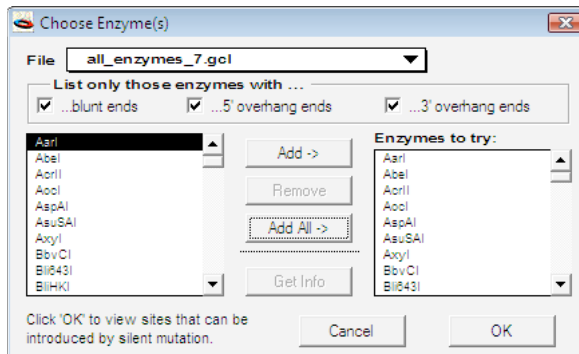 Choose Enzyme(s)
File all_enzymes_7.gcl
List only those enzymes with ...
...blunt ends ...5' overhang ends ...3' overhang ends
Enzymes to try:
AarI
AbeI
AcrII
AocI
AspAI
AsuSAI
AxyI
BbvCI
Bli643I
BliHKI
Add ->
Remove
Add All ->
Get Info
AarI
AbeI
AcrII
AocI
AspAI
AsuSAI
AxyI
BbvCI
Bli643I
BliHKI
Click 'OK' to view sites that can be
introduced by silent mutation.
Cancel OK